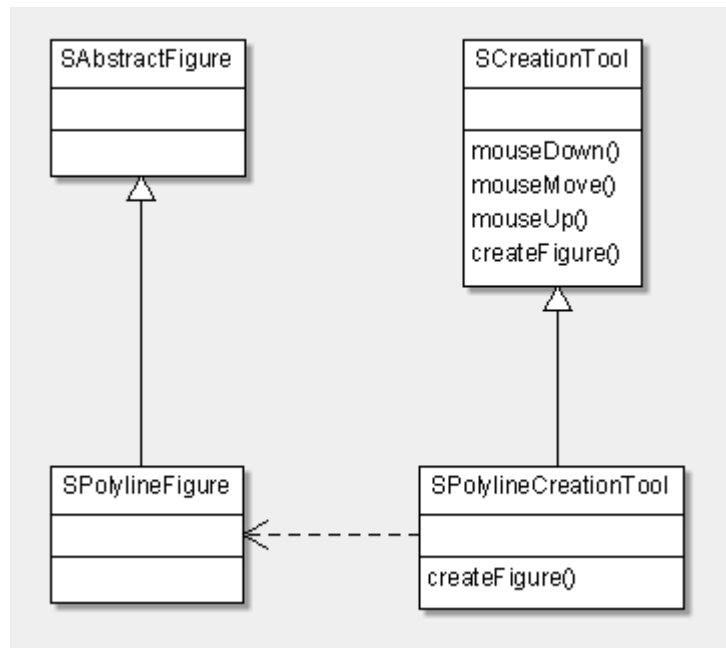 SAbstractFigure
SCreationTool
mouseDown()
mouseMove()
mouseUp()
createFigure()
SPolylineFigure
SPolylineCreationTool
createFigure()